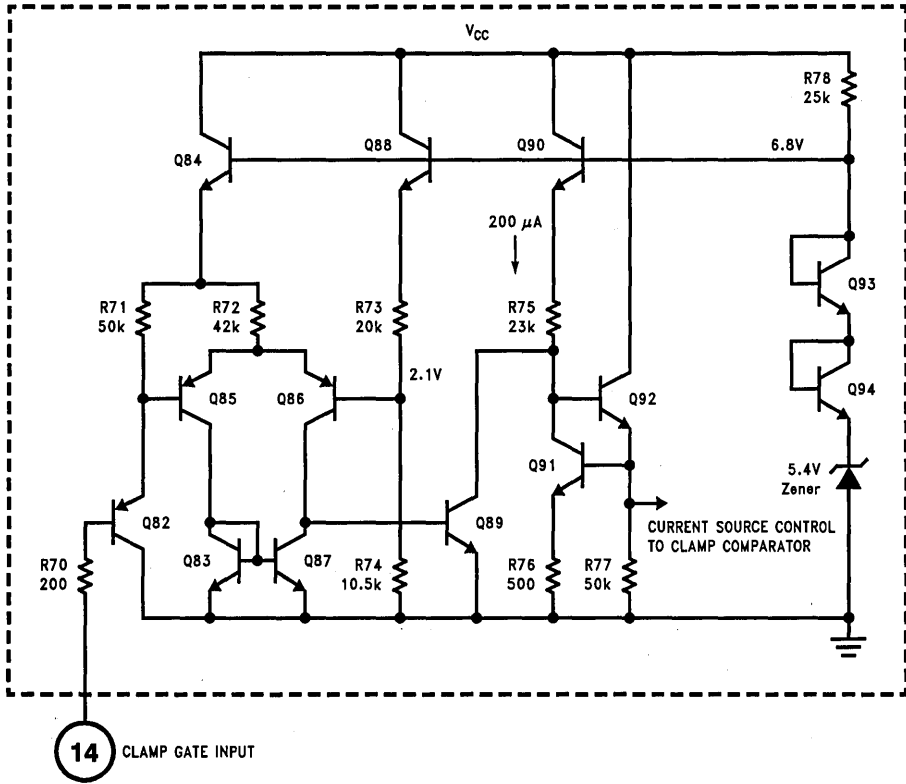 VCC
R78
25k
Q84
Q88
Q90
6.8V
200 µA
Q93
R71
50k
R72
42k
R73
20k
R75
23k
Q94
2.1V
Q85
Q86
Q92
Q91
5.4V
Zener
Q82
Q89
CURRENT SOURCE CONTROL
TO CLAMP COMPARATOR
R70
200
Q83
Q87
R74
10.5k
R76
500
R77
50k
14 CLAMP GATE INPUT